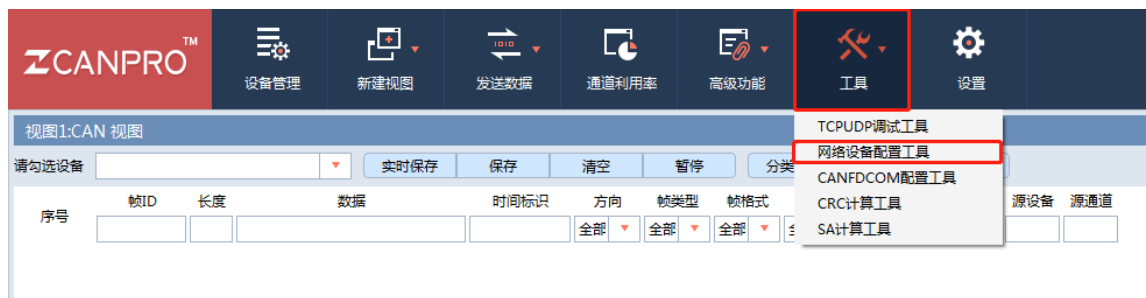 ZCANPRO™
设备管理
新建视图
发送数据
通道利用率
高级功能
工具
设置
TCPUDP调试工具
网络设备配置工具
CANFDCOM配置工具
CRC计算工具
SA计算工具
视图1:CAN 视图
请勾选设备 实时保存 保存 清空 暂停 分类
序号 帧ID 长度 数据 时间标识 方向 帧类型 帧格式 源设备 源通道
全部 全部 全部